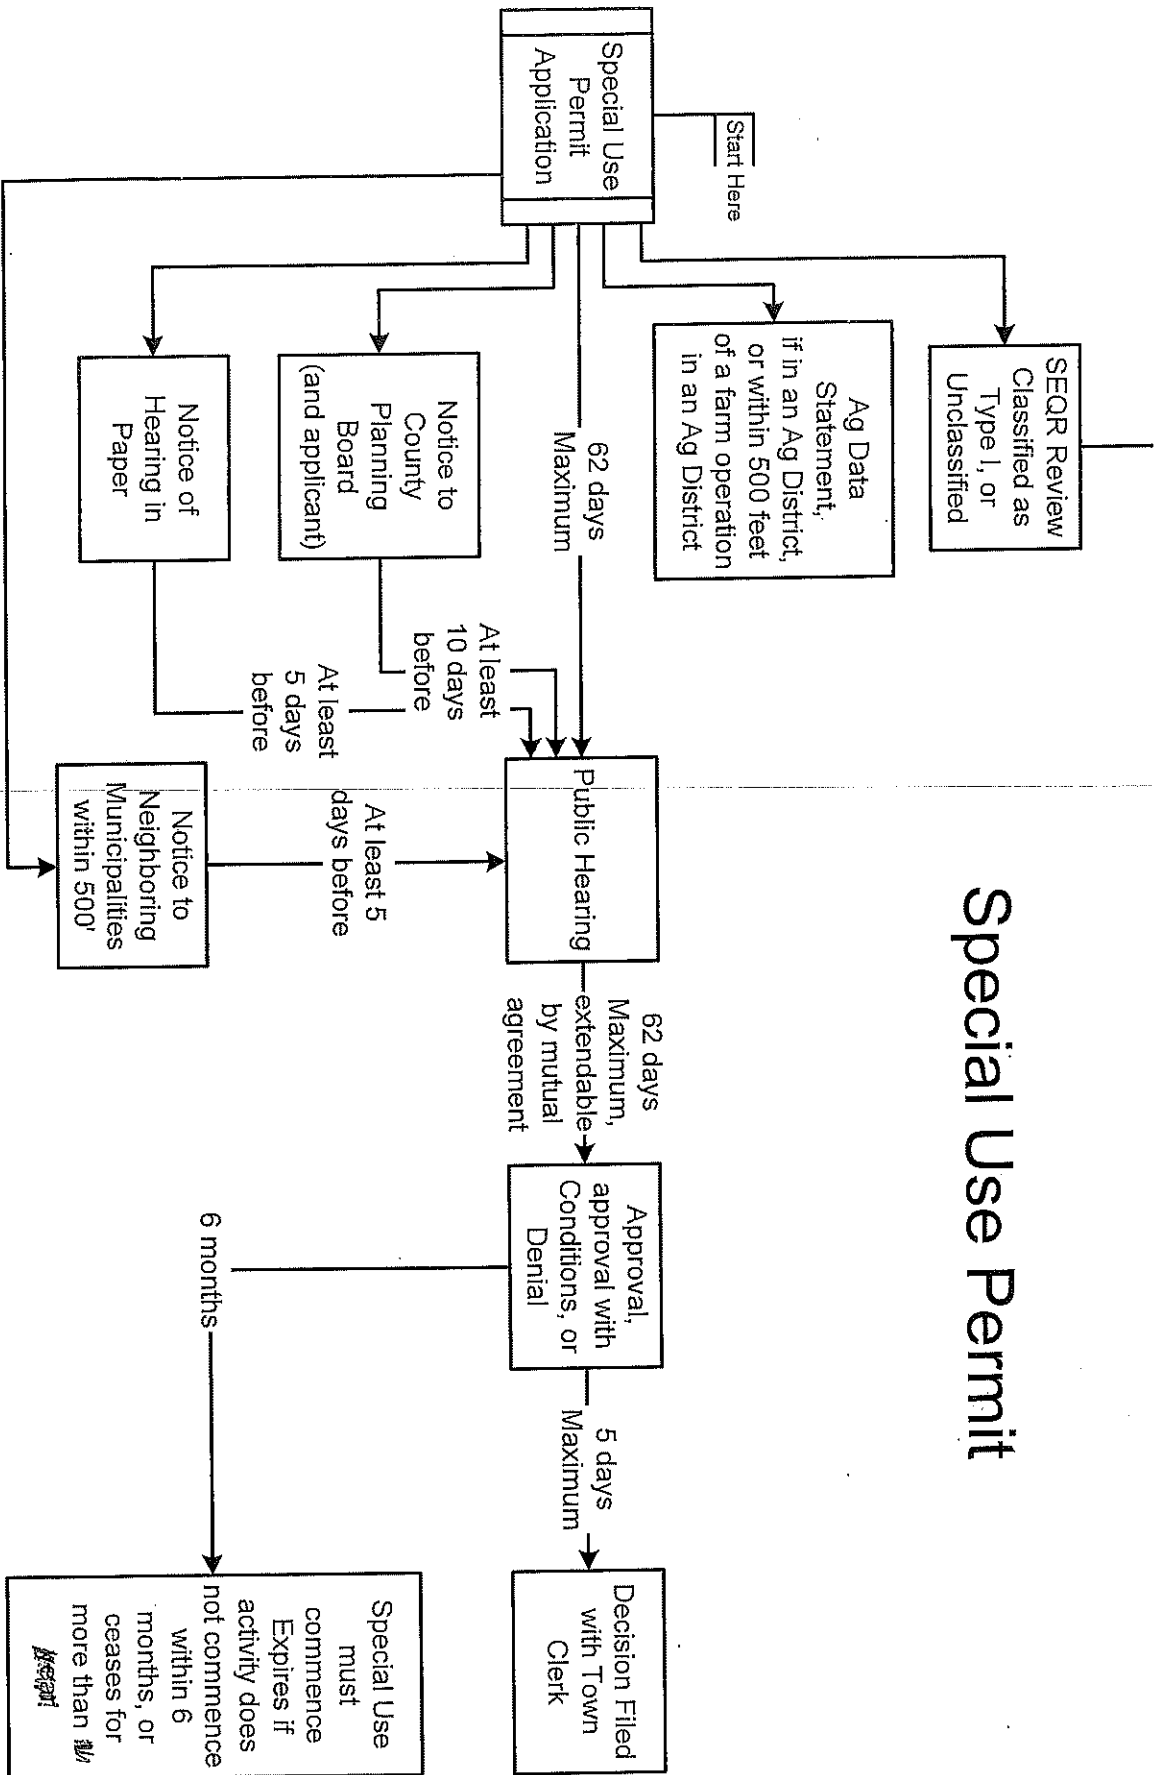 Special Use Permit
Start Here
Special Use
Permit
Application
SEQR Review
Classified as
Type I, or
Unclassified
Ag Data
Statement,
if in an Ag District,
or within 500 feet
of a farm operation
in an Ag District
62 days
Maximum
Notice to
County
Planning
Board
(and applicant)
At least
10 days
before
Notice of
Hearing in
Paper
At least
5 days
before
Notice to
Neighboring
Municipalities
within 500'
At least 5
days before
Public Hearing
62 days
Maximum,
extendable
by mutual
agreement
Approval,
approval with
Conditions, or
Denial
5 days
Maximum
Decision Filed
with Town
Clerk
6 months
Special Use
must
commence
Expires if
activity does
not commence
within 6
months, or
ceases for
more than